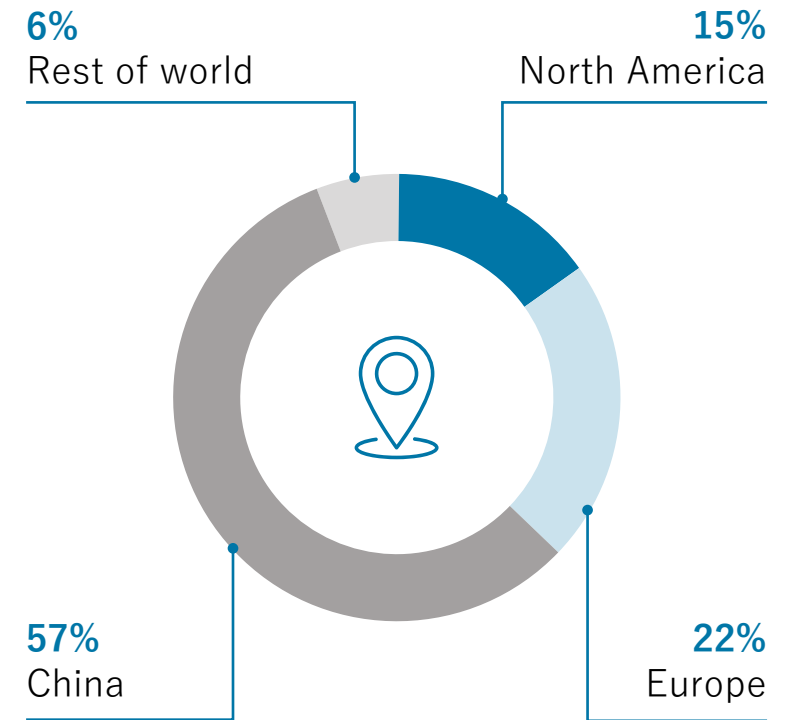 6%
Rest of world
15%
North America
57%
China
22%
Europe